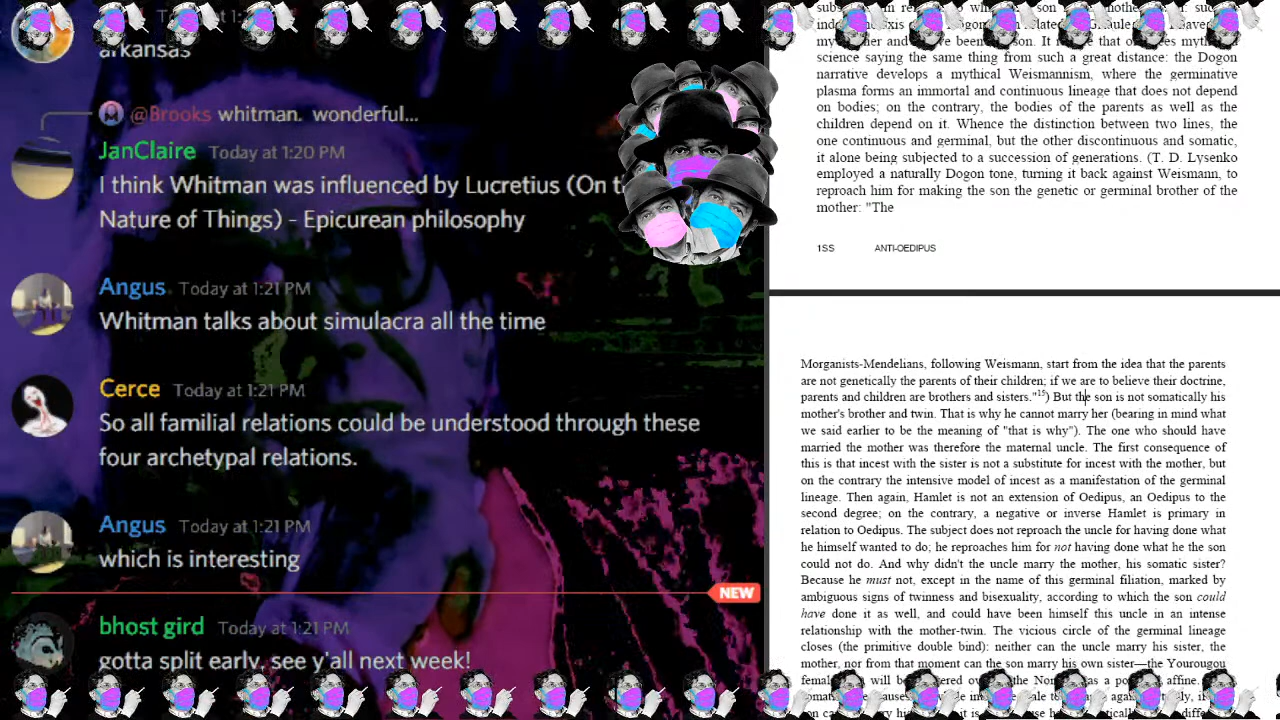 Today at 1:
arkansas
@Brooks whitman. wonderful...
JanClaire Today at 1:20 PM
I think Whitman was influenced by Lucretius (On t
Nature of Things) - Epicurean philosophy
Angus Today at 1:21 PM
Whitman talks about simulacra all the time
Cerce Today at 1:21 PM
So all familial relations could be understood through these
four archetypal relations.
Angus Today at 1:21 PM
which is interesting
NEW
bhost gird Today at 1:21 PM
gotta split early, see y'all next week!
science saying the same thing from such a great distance: the Dogon
narrative develops a mythical Weismannism, where the germinative
plasma forms an immortal and continuous lineage that does not depend
on bodies; on the contrary, the bodies of the parents as well as the
children depend on it. Whence the distinction between two lines, the
one continuous and germinal, but the other discontinuous and somatic,
it alone being subjected to a succession of generations. (T. D. Lysenko
employed a naturally Dogon tone, turning it back against Weismann, to
reproach him for making the son the genetic or germinal brother of the
mother: "The
1SS ANTI-OEDIPUS
Morganists-Mendelians, following Weismann, start from the idea that the parents
are not genetically the parents of their children; if we are to believe their doctrine,
parents and children are brothers and sisters."15) But the son is not somatically his
mother's brother and twin. That is why he cannot marry her (bearing in mind what
we said earlier to be the meaning of "that is why"). The one who should have
married the mother was therefore the maternal uncle. The first consequence of
this is that incest with the sister is not a substitute for incest with the mother, but
on the contrary the intensive model of incest as a manifestation of the germinal
lineage. Then again, Hamlet is not an extension of Oedipus, an Oedipus to the
second degree; on the contrary, a negative or inverse Hamlet is primary in
relation to Oedipus. The subject does not reproach the uncle for having done what
he himself wanted to do; he reproaches him for not having done what he the son
could not do. And why didn't the uncle marry the mother, his somatic sister?
Because he must not, except in the name of this germinal filiation, marked by
ambiguous signs of twinness and bisexuality, according to which the son could
have done it as well, and could have been himself this uncle in an intense
relationship with the mother-twin. The vicious circle of the germinal lineage
closes (the primitive double bind): neither can the uncle marry his sister, the
mother, nor from that moment can the son marry his own sister—the Yourougou